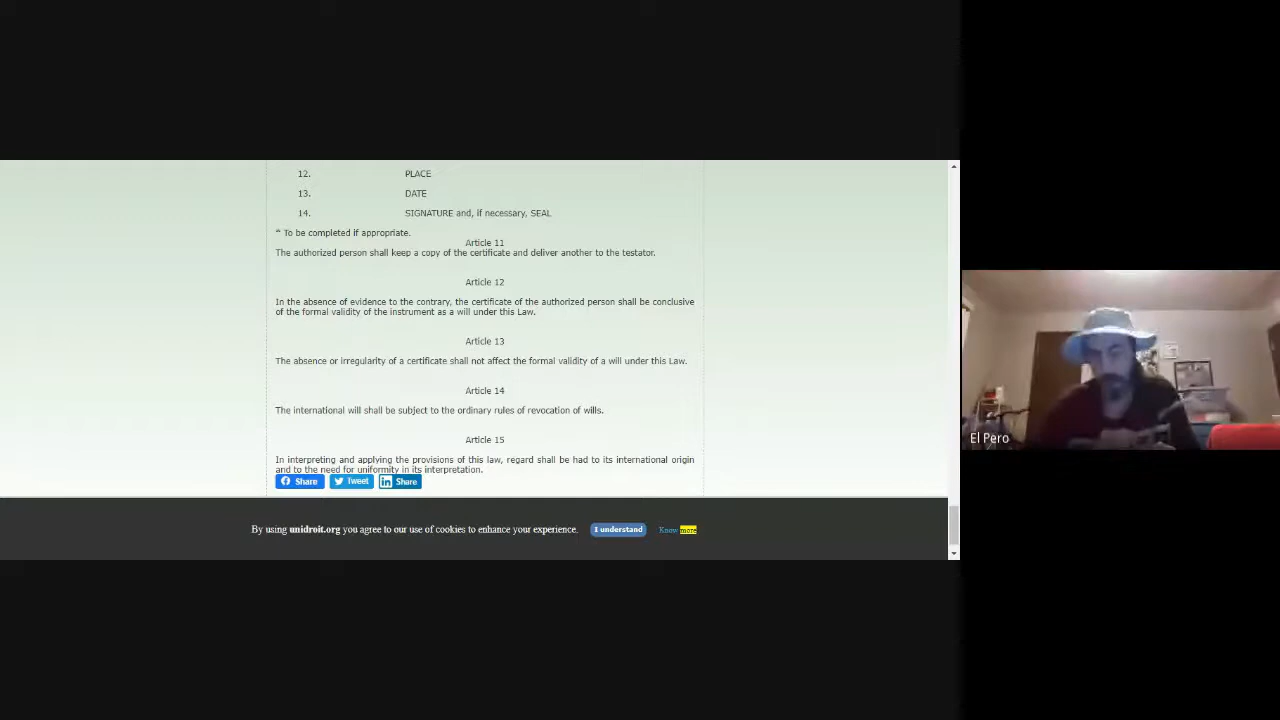 12. PLACE
13. DATE
14. SIGNATURE and, if necessary, SEAL
* To be completed if appropriate.
Article 11
The authorized person shall keep a copy of the certificate and deliver another to the testator.
Article 12
In the absence of evidence to the contrary, the certificate of the authorized person shall be conclusive
of the formal validity of the instrument as a will under this Law.
Article 13
The absence or irregularity of a certificate shall not affect the formal validity of a will under this Law.
Article 14
The international will shall be subject to the ordinary rules of revocation of wills.
Article 15
In interpreting and applying the provisions of this law, regard shall be had to its international origin
and to the need for uniformity in its interpretation.
Share Tweet Share
By using unidroit.org you agree to our use of cookies to enhance your experience. I understand Know more
El Pero